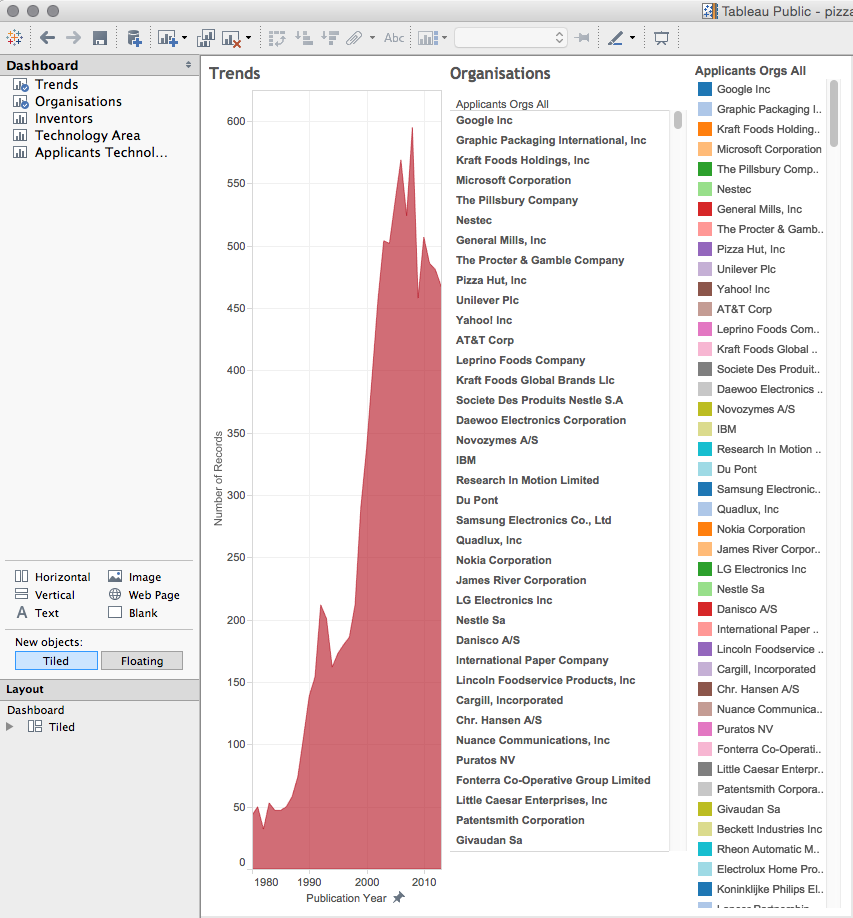 Tableau Public - pizza
Abc
Dashboard
Trends
Organisations
Inventors
Technology Area
Applicants Technol...
Horizontal
Image
Vertical
Web Page
A Text
Blank
New objects:
Tiled
Floating
Layout
Dashboard
Tiled
Trends
600
550
500
450
400
350
300
250
200
150
100
50
0
Number of Records
1980
1990
2000
2010
Publication Year
Organisations
Applicants Orgs All
Google Inc
Graphic Packaging International, Inc
Kraft Foods Holdings, Inc
Microsoft Corporation
The Pillsbury Company
Nestec
General Mills, Inc
The Procter & Gamble Company
Pizza Hut, Inc
Unilever Plc
Yahoo! Inc
AT&T Corp
Leprino Foods Company
Kraft Foods Global Brands Llc
Societe Des Produits Nestle S.A
Daewoo Electronics Corporation
Novozymes A/S
IBM
Research In Motion Limited
Du Pont
Samsung Electronics Co., Ltd
Quadlux, Inc
Nokia Corporation
James River Corporation
LG Electronics Inc
Nestle Sa
Danisco A/S
International Paper Company
Lincoln Foodservice Products, Inc
Cargill, Incorporated
Chr. Hansen A/S
Nuance Communications, Inc
Puratos NV
Fonterra Co-Operative Group Limited
Little Caesar Enterprises, Inc
Patentsmith Corporation
Givaudan Sa
Applicants Orgs All
Google Inc
Graphic Packaging I..
Kraft Foods Holding..
Microsoft Corporation
The Pillsbury Comp..
Nestec
General Mills, Inc
The Procter & Gamb..
Pizza Hut, Inc
Unilever Plc
Yahoo! Inc
AT&T Corp
Leprino Foods Com..
Kraft Foods Global ..
Societe Des Produit..
Daewoo Electronics ..
Novozymes A/S
IBM
Research In Motion ..
Du Pont
Samsung Electronic..
Quadlux, Inc
Nokia Corporation
James River Corpor..
LG Electronics Inc
Nestle Sa
Danisco A/S
International Paper ..
Lincoln Foodservice ..
Cargill, Incorporated
Chr. Hansen A/S
Nuance Communica..
Puratos NV
Fonterra Co-Operati..
Little Caesar Enterpr..
Patentsmith Corpora..
Givaudan Sa
Beckett Industries Inc
Rheon Automatic M..
Electrolux Home Pro..
Koninklijke Philips El..